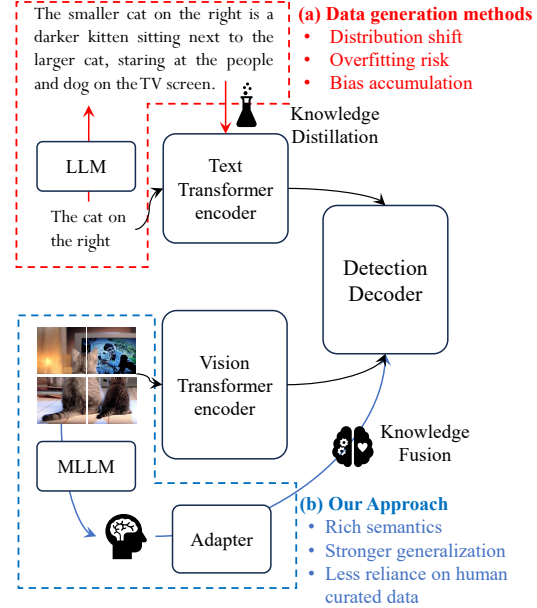 The smaller cat on the right is a
darker kitten sitting next to the
larger cat, staring at the people
and dog on the TV screen.
(a) Data generation methods
• Distribution shift
• Overfitting risk
• Bias accumulation
Knowledge
Distillation
LLM
The cat on
the right
Text
Transformer
encoder
Detection
Decoder
Vision
Transformer
encoder
MLLM
Adapter
Knowledge
Fusion
(b) Our Approach
• Rich semantics
• Stronger generalization
• Less reliance on human
curated data